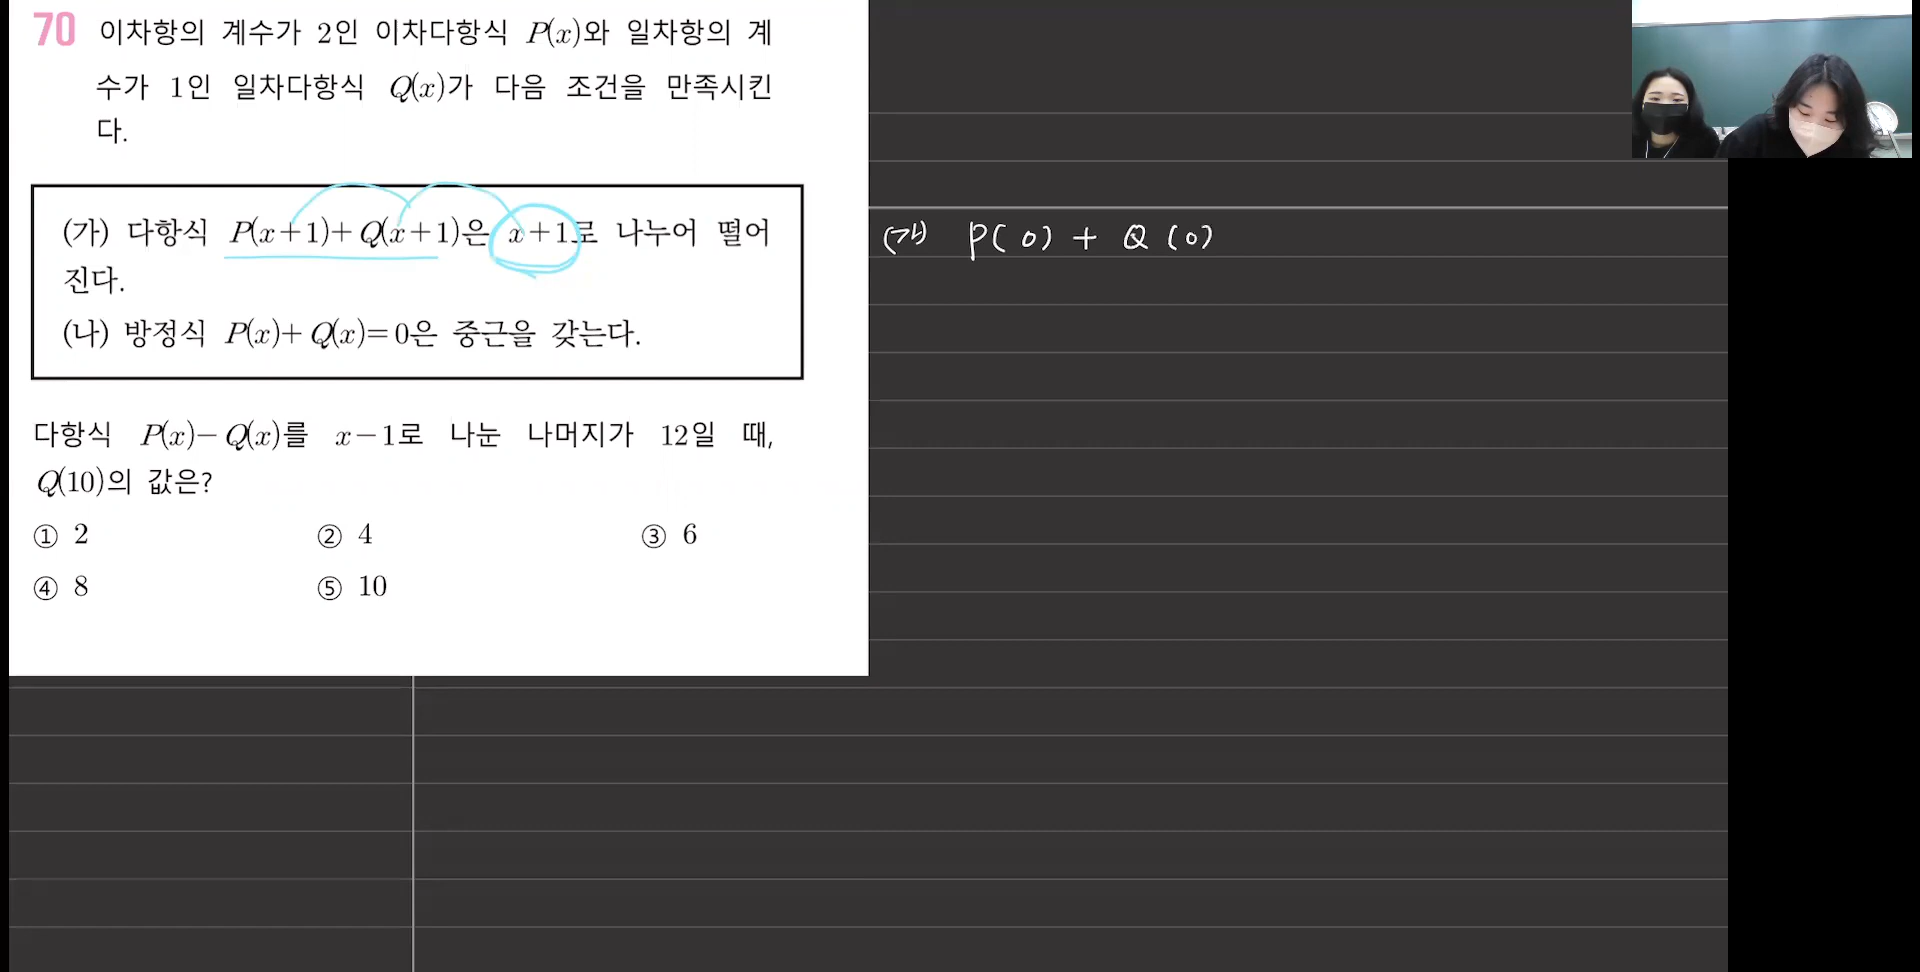 70 이차항의 계수가 2인 이차다항식 P(x)와 일차항의 계
수가 1인 일차다항식 Q(x)가 다음 조건을 만족시킨
다.
(가) 다항식 P(x+1)+Q(x+1)은 x+1로 나누어 떨어
진다.
(나) 방정식 P(x)+Q(x)=0은 중근을 갖는다.
다항식 P(x)-Q(x)를 x-1로 나눈 나머지가 12일 때,
Q(10)의 값은?
① 2 ② 4 ③ 6
④ 8 ⑤ 10
(가) P(0) + Q(0)